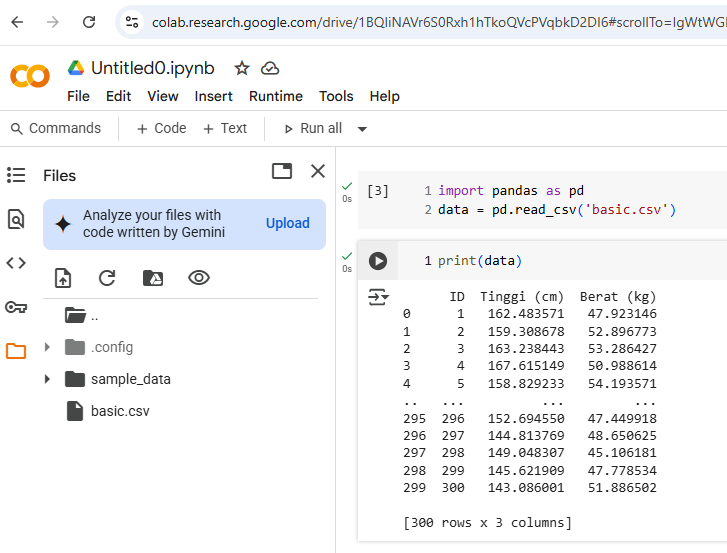 colab.research.google.com/drive/1BQIiNAVr6S0Rxh1hTkoQVcPVqbkD2DI6#scrollTo=IgWtWG
Untitled0.ipynb
File Edit View Insert Runtime Tools Help
Commands + Code + Text Run all
Files
Analyze your files with
code written by Gemini
Upload
..
.config
sample_data
basic.csv
0s
[3]
1 import pandas as pd
2 data = pd.read_csv('basic.csv')
0s
1 print(data)
ID Tinggi (cm) Berat (kg)
0 1 162.483571 47.923146
1 2 159.308678 52.896773
2 3 163.238443 53.286427
3 4 167.615149 50.988614
4 5 158.829233 54.193571
.. ... ... ...
295 296 152.694550 47.449918
296 297 144.813769 48.650625
297 298 149.048307 45.106181
298 299 145.621909 47.778534
299 300 143.086001 51.886502
[300 rows x 3 columns]